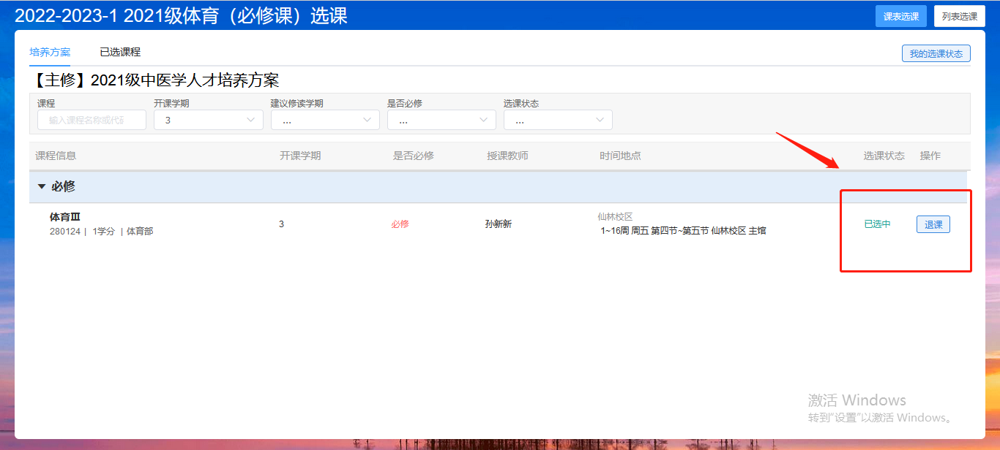 2022-2023-1 2021级体育（必修课）选课
课表选课
列表选课
培养方案
已选课程
我的选课状态
【主修】2021级中医学人才培养方案
课程 开课学期 建议修读学期 是否必修 选课状态
输入课程名称或代码 3 ... ... ...
课程信息 开课学期 是否必修 授课教师 时间地点 选课状态 操作
必修
体育Ⅲ
280124 | 1学分 | 体育部
3
必修
孙新新
仙林校区
1~16周 周五 第四节~第五节 仙林校区 主馆
已选中
退课
激活 Windows
转到"设置"以激活 Windows。